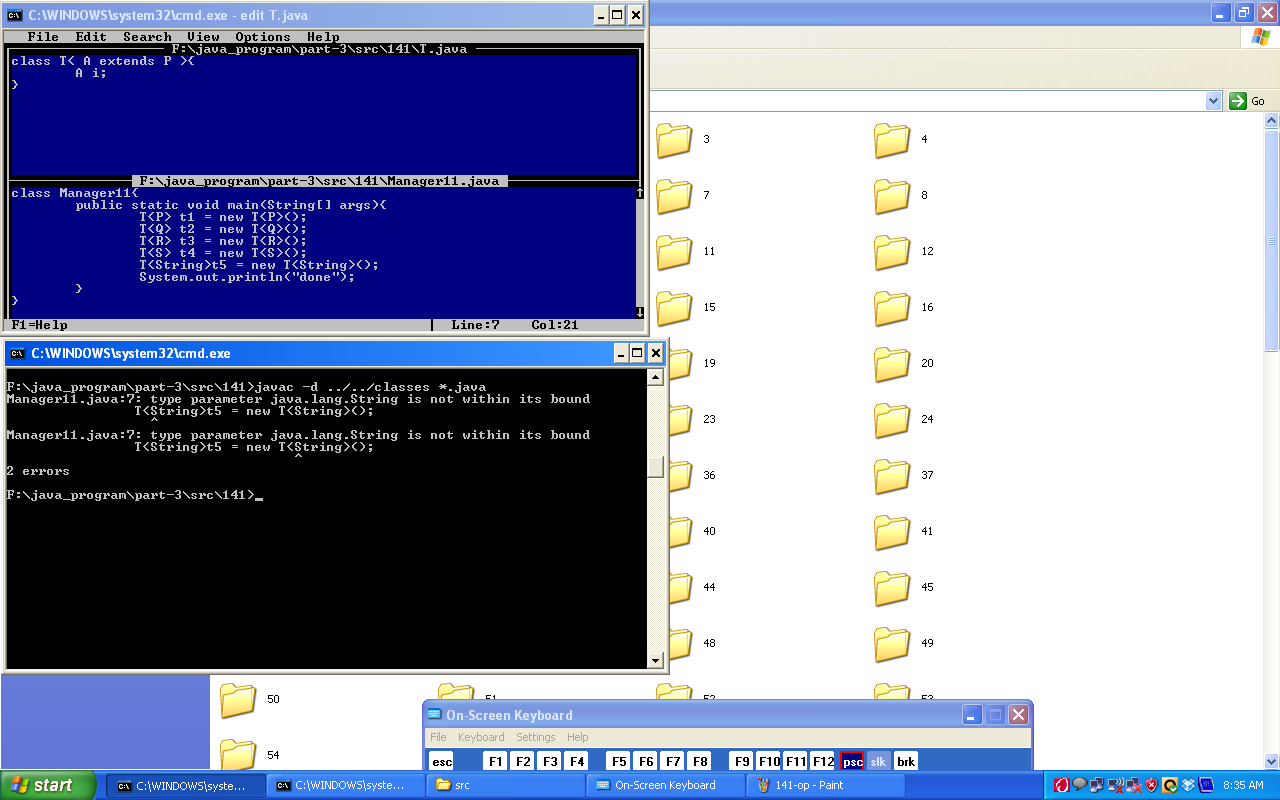 C:\WINDOWS\system32\cmd.exe - edit T.java
File Edit Search View Options Help
F:\java_program\part-3\src\141\T.java
class T< A extends P >{
A i;
}
F:\java_program\part-3\src\141\Manager11.java
class Manager11{
public static void main(String[] args){
T<P> t1 = new T<P>();
T<Q> t2 = new T<Q>();
T<R> t3 = new T<R>();
T<S> t4 = new T<S>();
T<String>t5 = new T<String>();
System.out.println("done");
}
}
F1=Help Line:7 Col:21
C:\WINDOWS\system32\cmd.exe
F:\java_program\part-3\src\141>javac -d ../../classes *.java
Manager11.java:7: type parameter java.lang.String is not within its bound
T<String>t5 = new T<String>();
^
Manager11.java:7: type parameter java.lang.String is not within its bound
T<String>t5 = new T<String>();
^
2 errors
F:\java_program\part-3\src\141>_
Go
3 4
7 8
11 12
15 16
19 20
23 24
36 37
40 41
44 45
48 49
50 51 52 53
54
On-Screen Keyboard
File Keyboard Settings Help
esc F1 F2 F3 F4 F5 F6 F7 F8 F9 F10 F11 F12 psc slk brk
start C:\WINDOWS\syste... C:\WINDOWS\syste... src On-Screen Keyboard 141-op - Paint 8:35 AM